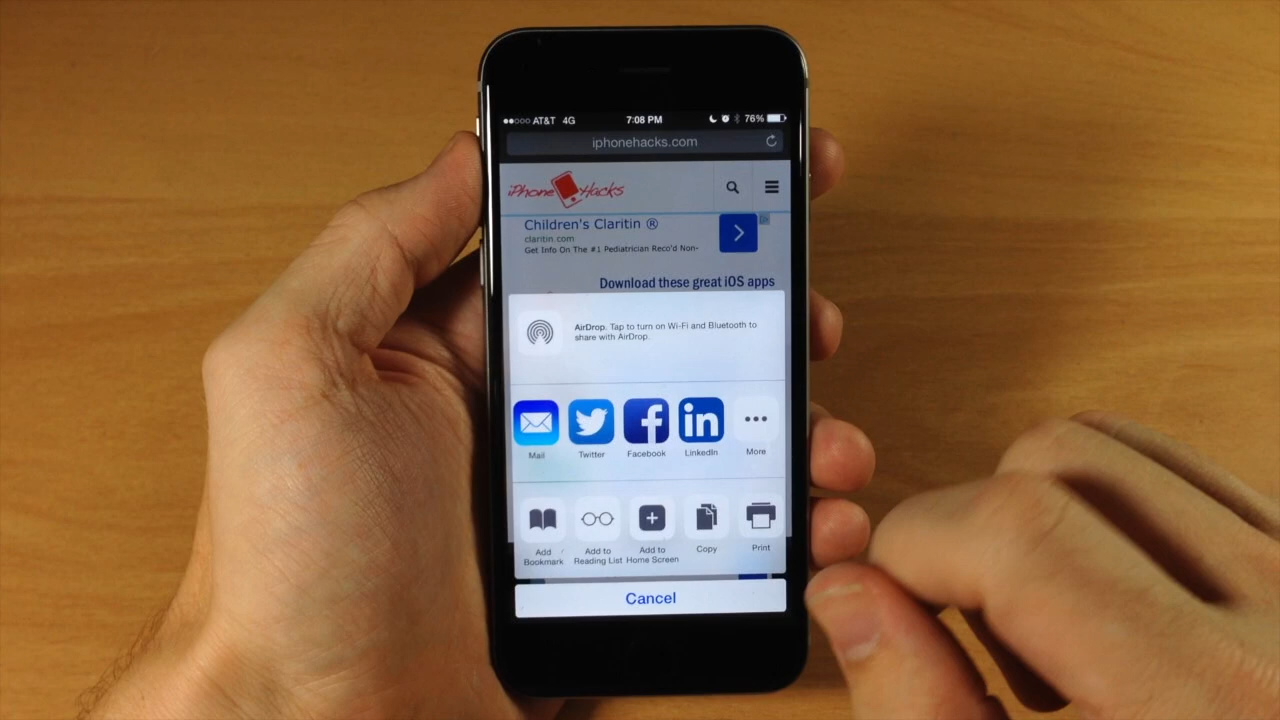 AT&T 4G 7:08 PM 76%
iphonehacks.com
iPhone Hacks
Children's Claritin ®
claritin.com
Get Info On The #1 Pediatrician Reco'd Non-
Download these great iOS apps
AirDrop. Tap to turn on Wi-Fi and Bluetooth to
share with AirDrop.
Mail Twitter Facebook LinkedIn More
Add Bookmark
Add to Reading List
Add to Home Screen
Copy
Print
Cancel